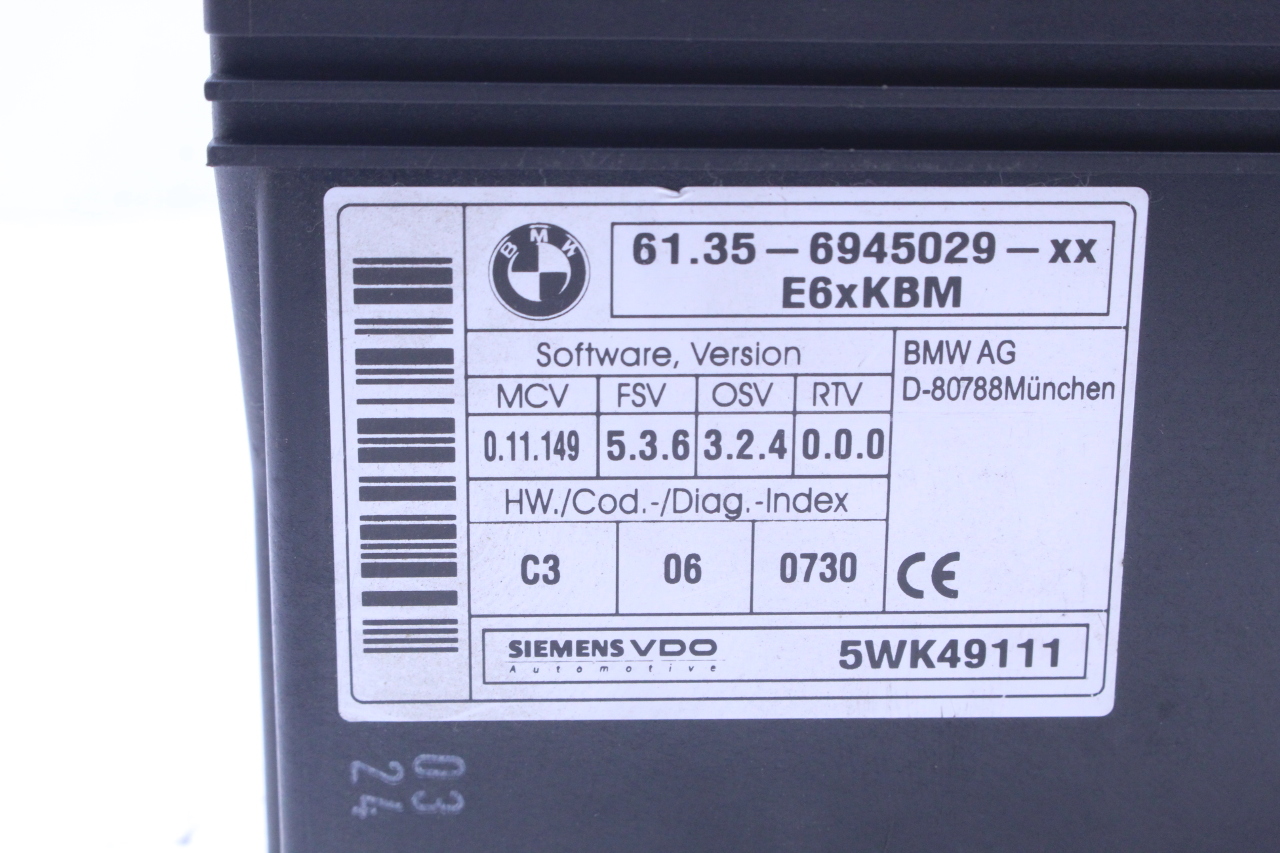 BMW
61.35-6945029-xx
E6xKBM
Software, Version
BMW AG
D-80788München
MCV FSV OSV RTV
0.11.149 5.3.6 3.2.4 0.0.0
HW./Cod.-/Diag.-Index
C3 06 0730
CE
SIEMENS VDO
Automotive
5WK49111
03
24